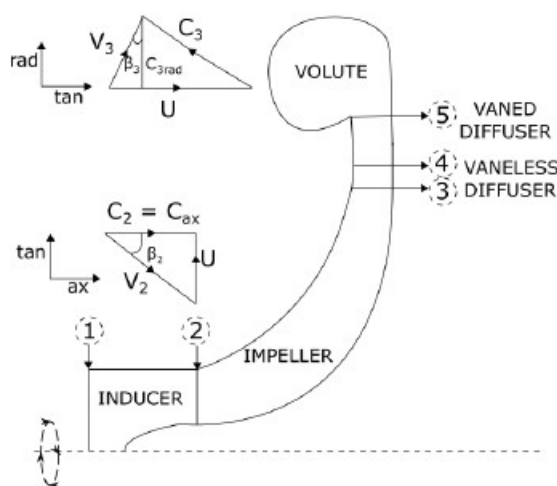 V₃
C₃
rad
β₃
C₃rad
tan
U
VOLUTE
5
VANED
DIFFUSER
4
VANELESS
3
DIFFUSER
C₂ = Cax
tan
β₂
U
V₂
ax
1
2
IMPELLER
INDUCER